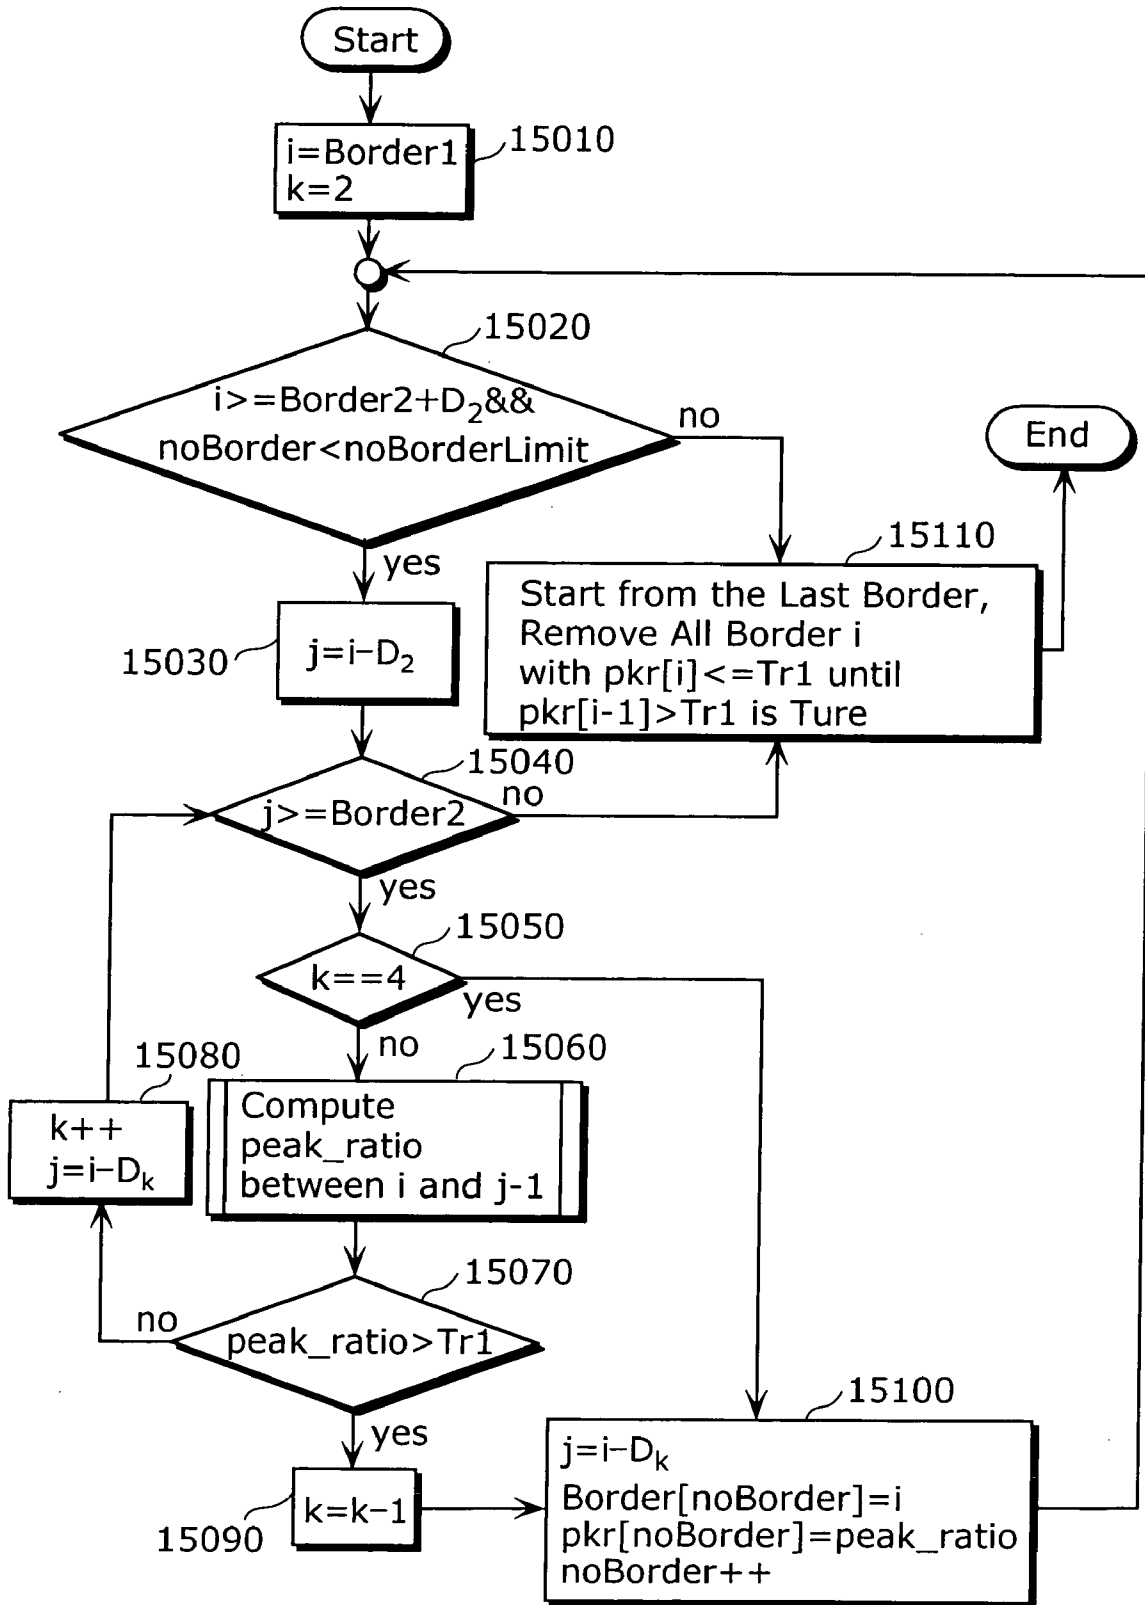 Start
15010
i=Border1
k=2
15020
i>=Border2+D₂&&
noBorder<noBorderLimit
no
End
yes
15110
Start from the Last Border,
Remove All Border i
with pkr[i]<=Tr1 until
pkr[i-1]>Tr1 is Ture
15030
j=i-D₂
15040
j>=Border2
no
yes
15050
k==4
yes
no
15060
15080
Compute
peak_ratio
between i and j-1
k++
j=i-Dₖ
15070
no
peak_ratio>Tr1
yes
15100
15090
k=k-1
j=i-Dₖ
Border[noBorder]=i
pkr[noBorder]=peak_ratio
noBorder++